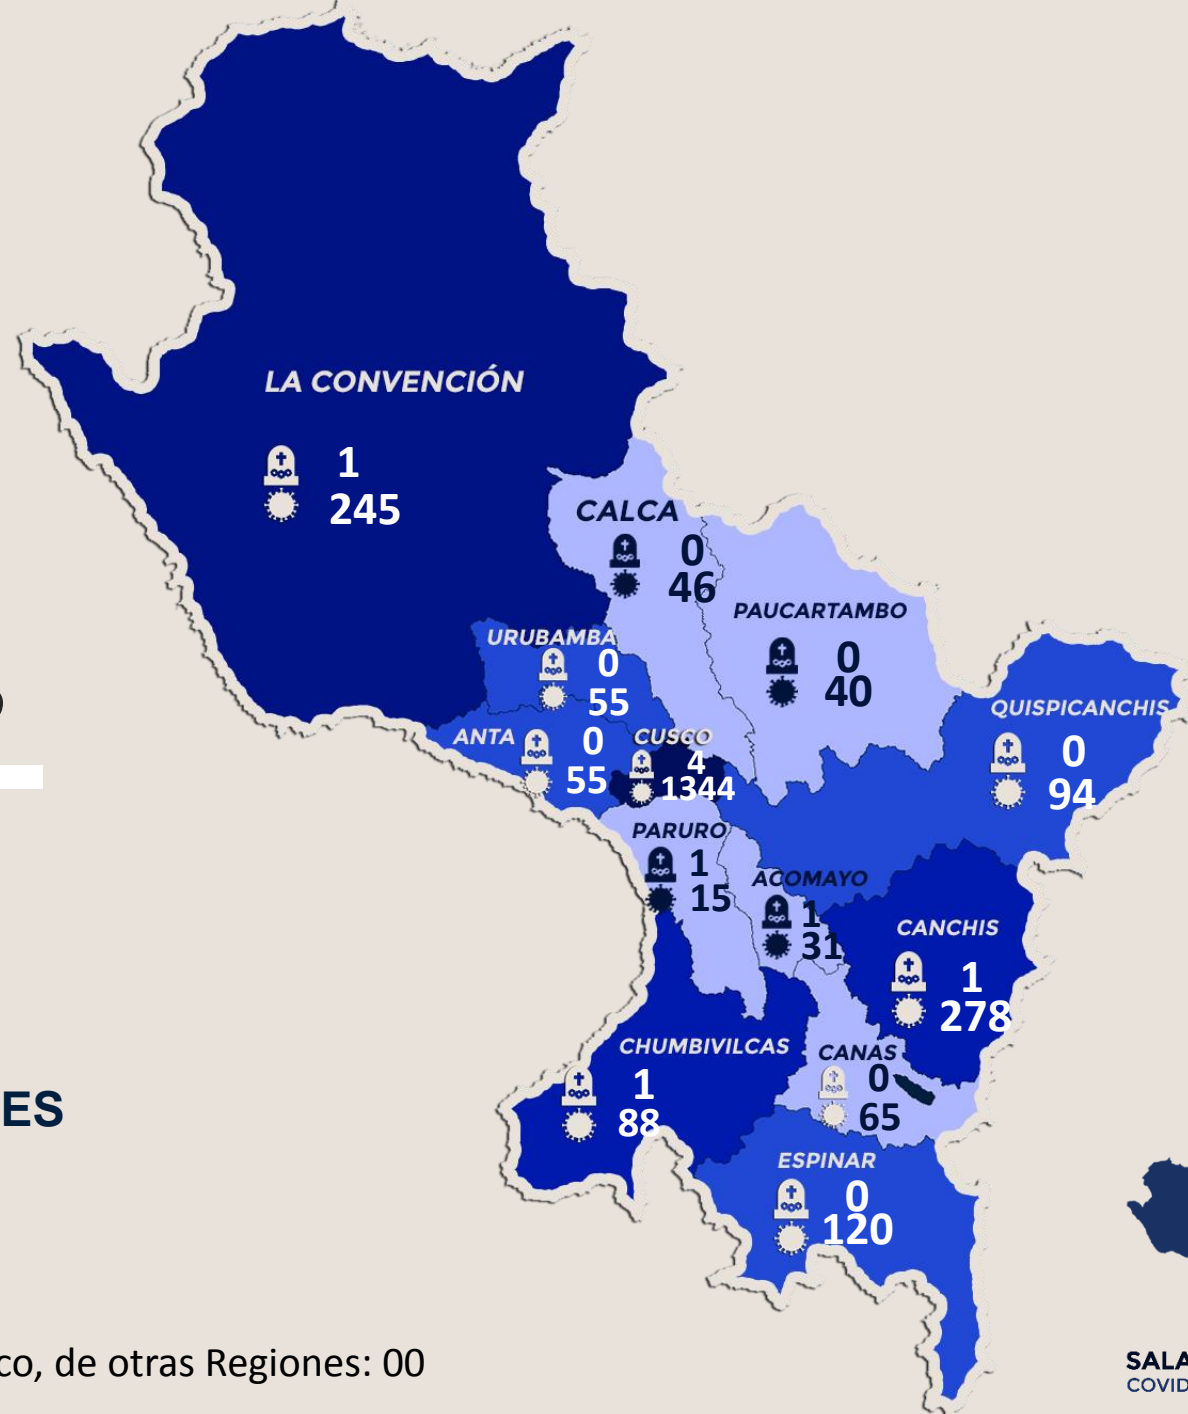 LA CONVENCIÓN
1
245
CALCA
0
46
PAUCARTAMBO
0
40
URUBAMBA
0
55
QUISPICANCHIS
0
94
ANTA
0
55
CUSCO
4
1344
PARURO
1
15
ACOMAYO
1
31
CANCHIS
1
278
CHUMBIVILCAS
1
88
CANAS
0
65
ES
ESPINAR
0
120
co, de otras Regiones: 00
SALA
COVID